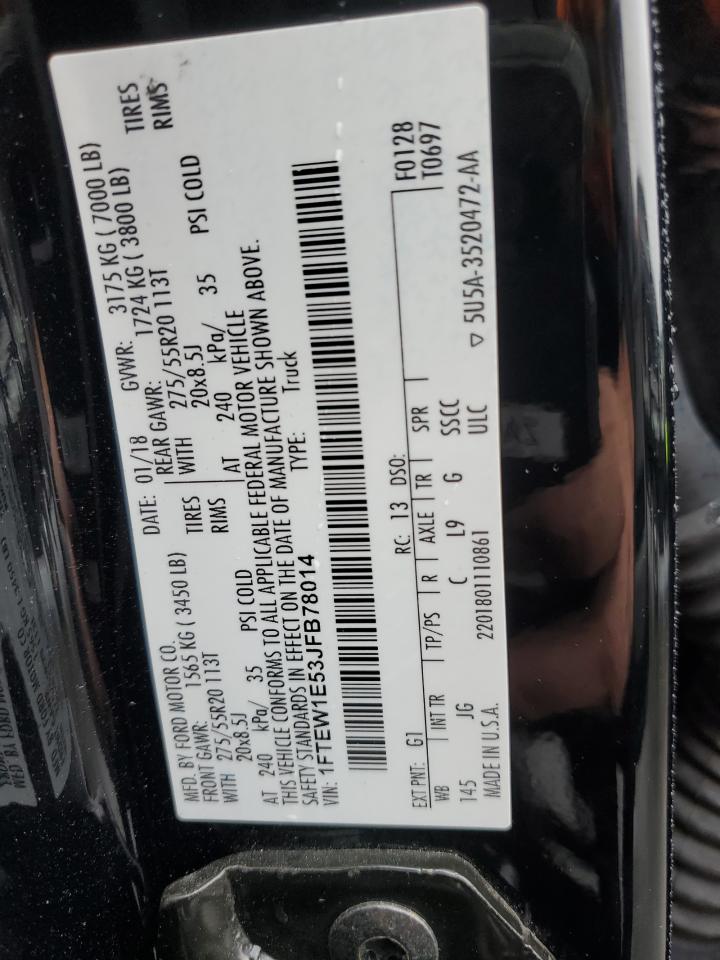 MFD. BY FORD MOTOR CO. DATE: 01/18 GVWR: 3175 KG ( 7000 LB)
FRONT GAWR: 1565 KG ( 3450 LB) REAR GAWR: 1724 KG ( 3800 LB)
WITH 275/55R20 113T TIRES WITH 275/55R20 113T TIRES
20x8.5J RIMS 20x8.5J RIMS
AT 240 kPa/ 35 PSI COLD AT 240 kPa/ 35 PSI COLD
THIS VEHICLE CONFORMS TO ALL APPLICABLE FEDERAL MOTOR VEHICLE
SAFETY STANDARDS IN EFFECT ON THE DATE OF MANUFACTURE SHOWN ABOVE.
VIN: 1FTEW1E53JFB78014 TYPE: Truck
F0128
EXT PNT: G1 RC: 13 DSO: T0697
WB INT TR TP/PS R AXLE TR SPR
145 JG C L9 G SSCC
ULC
MADE IN U.S.A. 2201801110861 ▽ 5U5A-3520472-AA